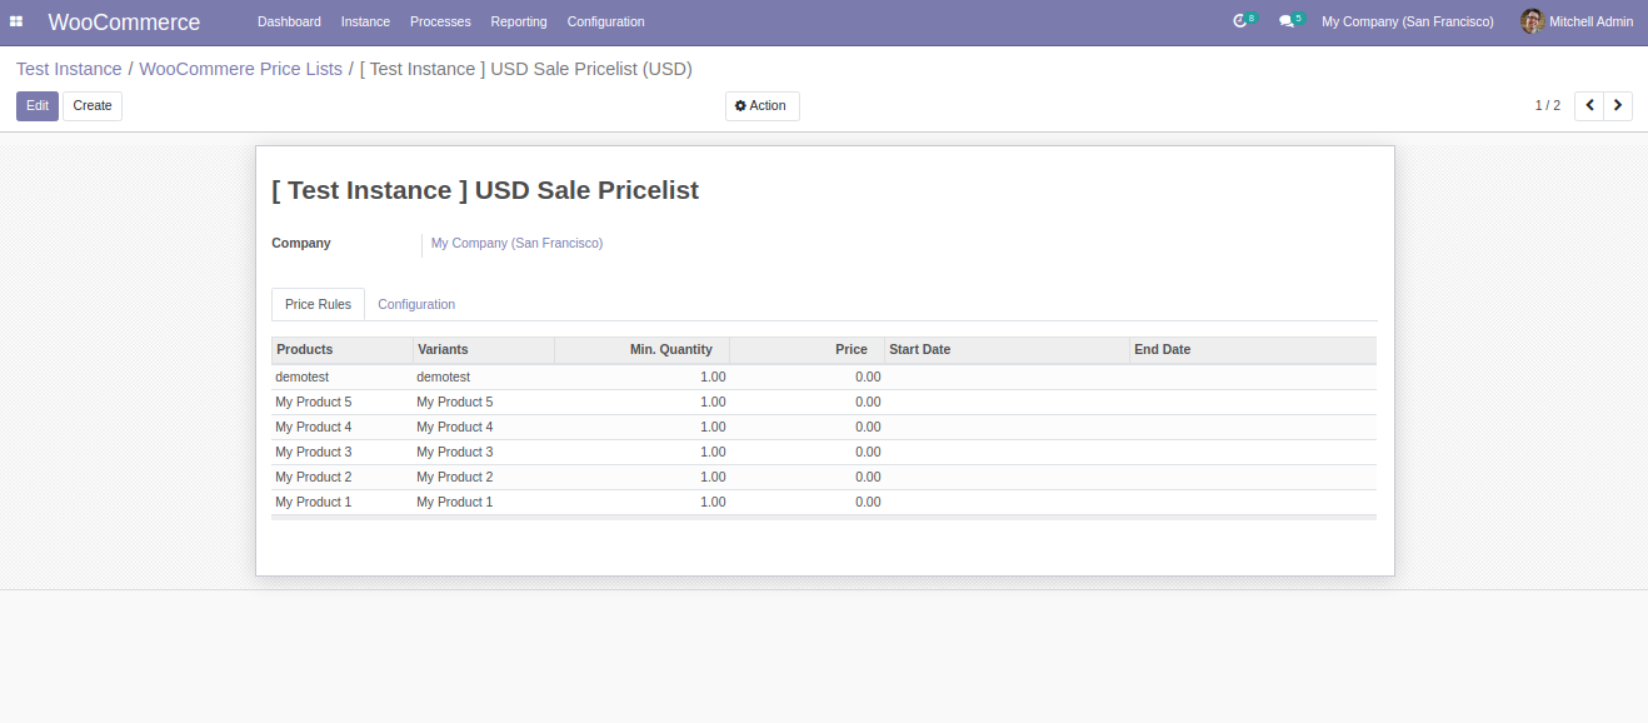 WooCommerce Dashboard Instance Processes Reporting Configuration 8 5 My Company (San Francisco) Mitchell Admin
Test Instance / WooCommere Price Lists / [ Test Instance ] USD Sale Pricelist (USD)
Edit Create Action 1 / 2
[ Test Instance ] USD Sale Pricelist
Company My Company (San Francisco)
Price Rules Configuration
Products Variants Min. Quantity Price Start Date End Date
demotest demotest 1.00 0.00
My Product 5 My Product 5 1.00 0.00
My Product 4 My Product 4 1.00 0.00
My Product 3 My Product 3 1.00 0.00
My Product 2 My Product 2 1.00 0.00
My Product 1 My Product 1 1.00 0.00